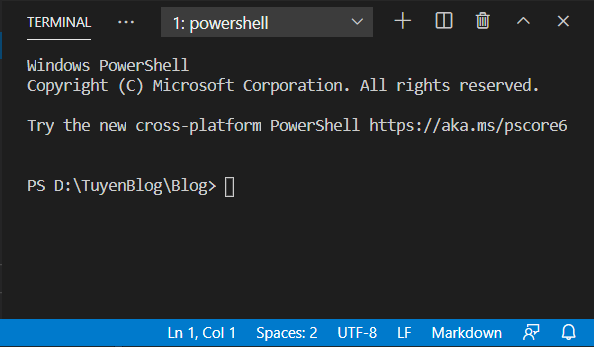 TERMINAL ··· 1: powershell
Windows PowerShell
Copyright (C) Microsoft Corporation. All rights reserved.
Try the new cross-platform PowerShell https://aka.ms/pscore6
PS D:\TuyenBlog\Blog>
Ln 1, Col 1 Spaces: 2 UTF-8 LF Markdown